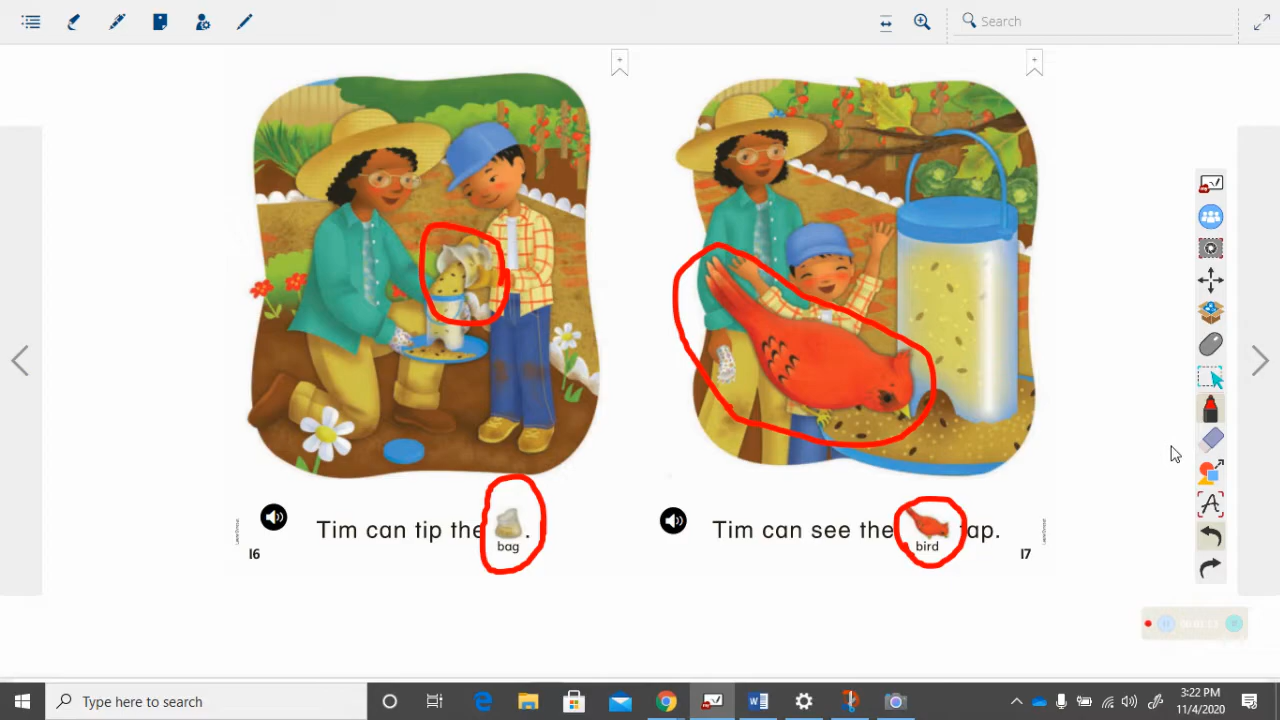 Search
Tim can tip the bag.
16
Tim can see the bird tap.
17
Type here to search
3:22 PM
11/4/2020